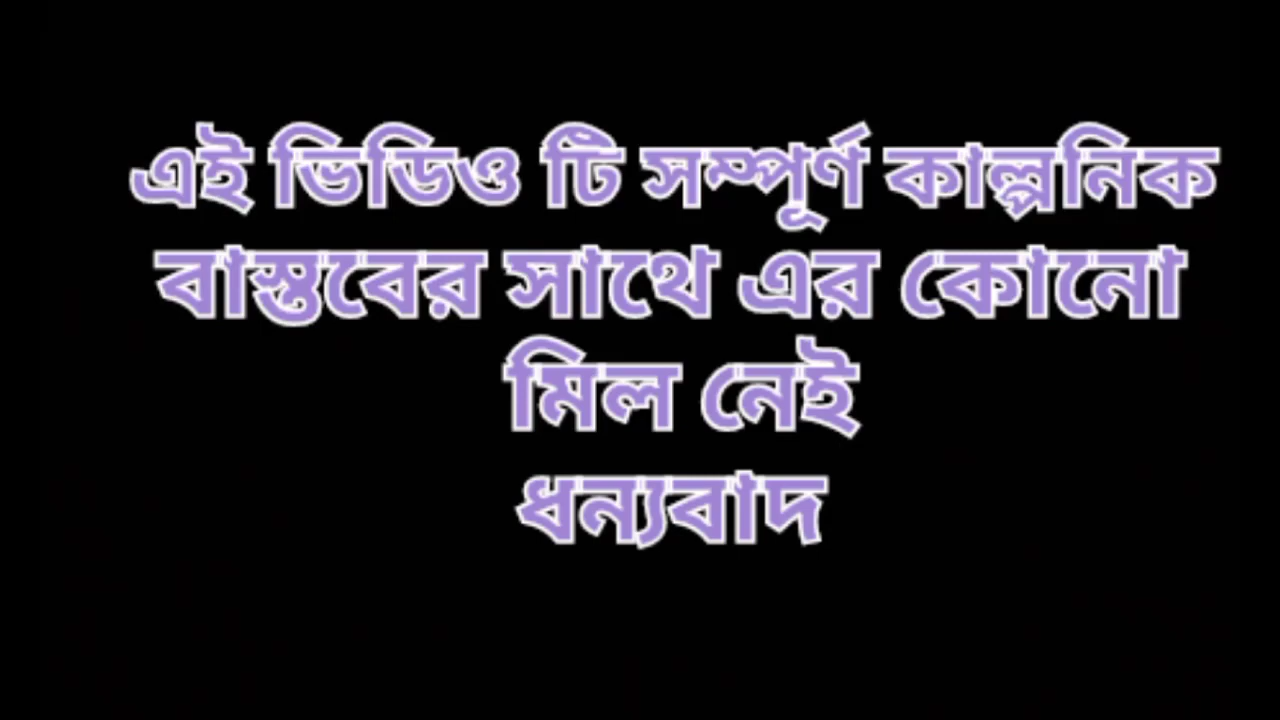 এই ভিডিও টি সম্পূর্ণ কাল্পনিক
বাস্তবের সাথে এর কোনো
মিল নেই
ধন্যবাদ